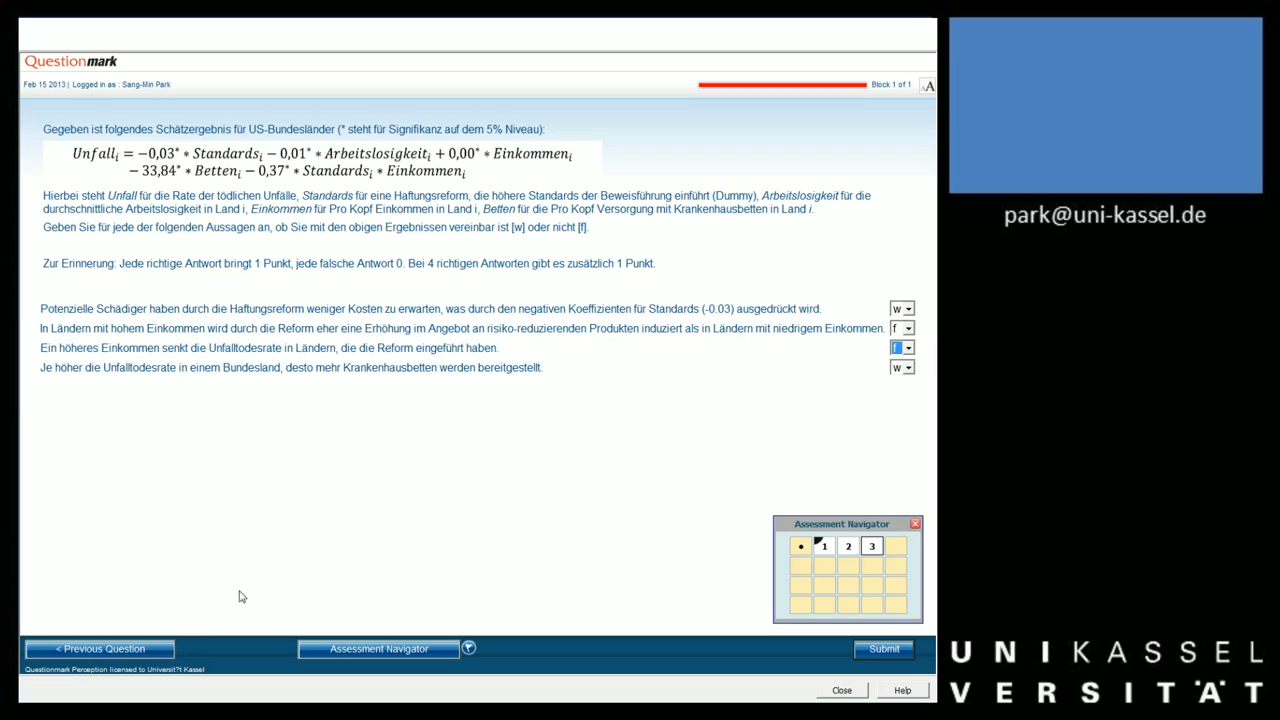 Questionmark
Feb 15 2013 | Logged in as : Sang-Min Park
Block 1 of 1
AA
Gegeben ist folgendes Schätzergebnis für US-Bundesländer (* steht für Signifikanz auf dem 5% Niveau):
Unfall_i = −0,03* * Standards_i − 0,01* * Arbeitslosigkeit_i + 0,00* * Einkommen_i
− 33,84* * Betten_i − 0,37* * Standards_i * Einkommen_i
Hierbei steht Unfall für die Rate der tödlichen Unfälle, Standards für eine Haftungsreform, die höhere Standards der Beweisführung einführt (Dummy), Arbeitslosigkeit für die
durchschnittliche Arbeitslosigkeit in Land i, Einkommen für Pro Kopf Einkommen in Land i, Betten für die Pro Kopf Versorgung mit Krankenhausbetten in Land i.
Geben Sie für jede der folgenden Aussagen an, ob Sie mit den obigen Ergebnissen vereinbar ist [w] oder nicht [f].
Zur Erinnerung: Jede richtige Antwort bringt 1 Punkt, jede falsche Antwort 0. Bei 4 richtigen Antworten gibt es zusätzlich 1 Punkt.
Potenzielle Schädiger haben durch die Haftungsreform weniger Kosten zu erwarten, was durch den negativen Koeffizienten für Standards (-0.03) ausgedrückt wird. w
In Ländern mit hohem Einkommen wird durch die Reform eher eine Erhöhung im Angebot an risiko-reduzierenden Produkten induziert als in Ländern mit niedrigem Einkommen. f
Ein höheres Einkommen senkt die Unfalltodesrate in Ländern, die die Reform eingeführt haben. f
Je höher die Unfalltodesrate in einem Bundesland, desto mehr Krankenhausbetten werden bereitgestellt. w
Assessment Navigator
1 2 3
< Previous Question
Assessment Navigator
Submit
Questionmark Perception licensed to Universit?t Kassel
Close
Help
park@uni-kassel.de
UNIKASSEL
VERSITÄT